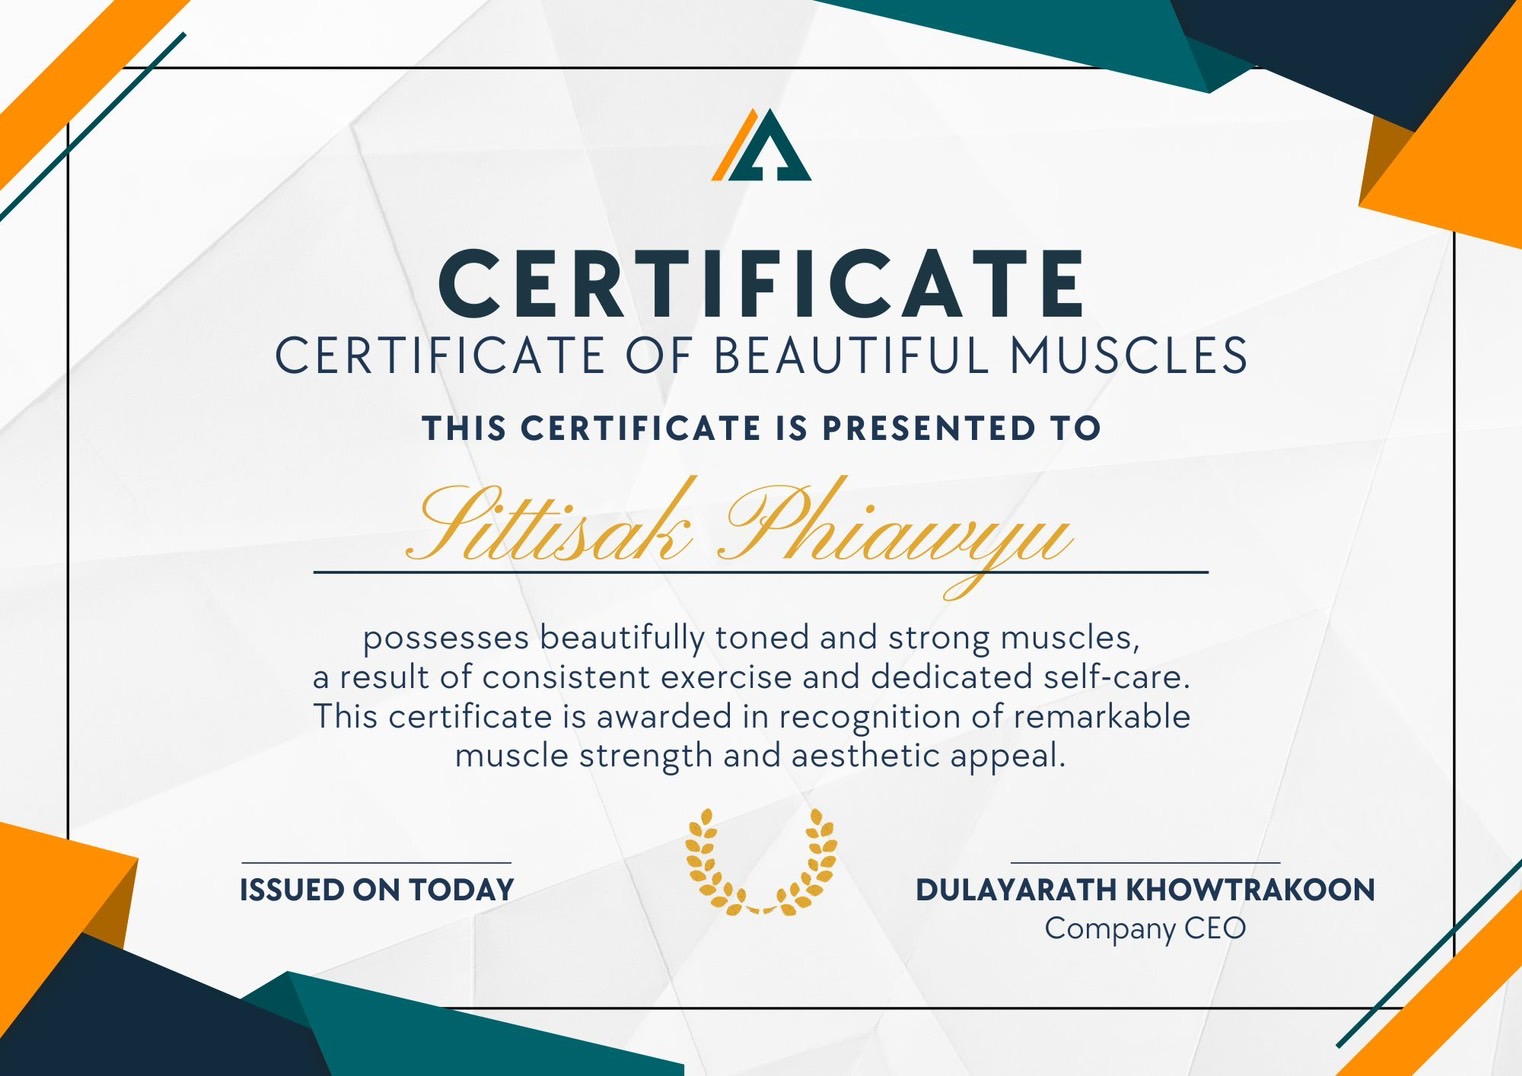 CERTIFICATE
CERTIFICATE OF BEAUTIFUL MUSCLES
THIS CERTIFICATE IS PRESENTED TO
Sittisak Phiawyu
possesses beautifully toned and strong muscles,
a result of consistent exercise and dedicated self-care.
This certificate is awarded in recognition of remarkable
muscle strength and aesthetic appeal.
ISSUED ON TODAY
DULAYARATH KHOWTRAKOON
Company CEO